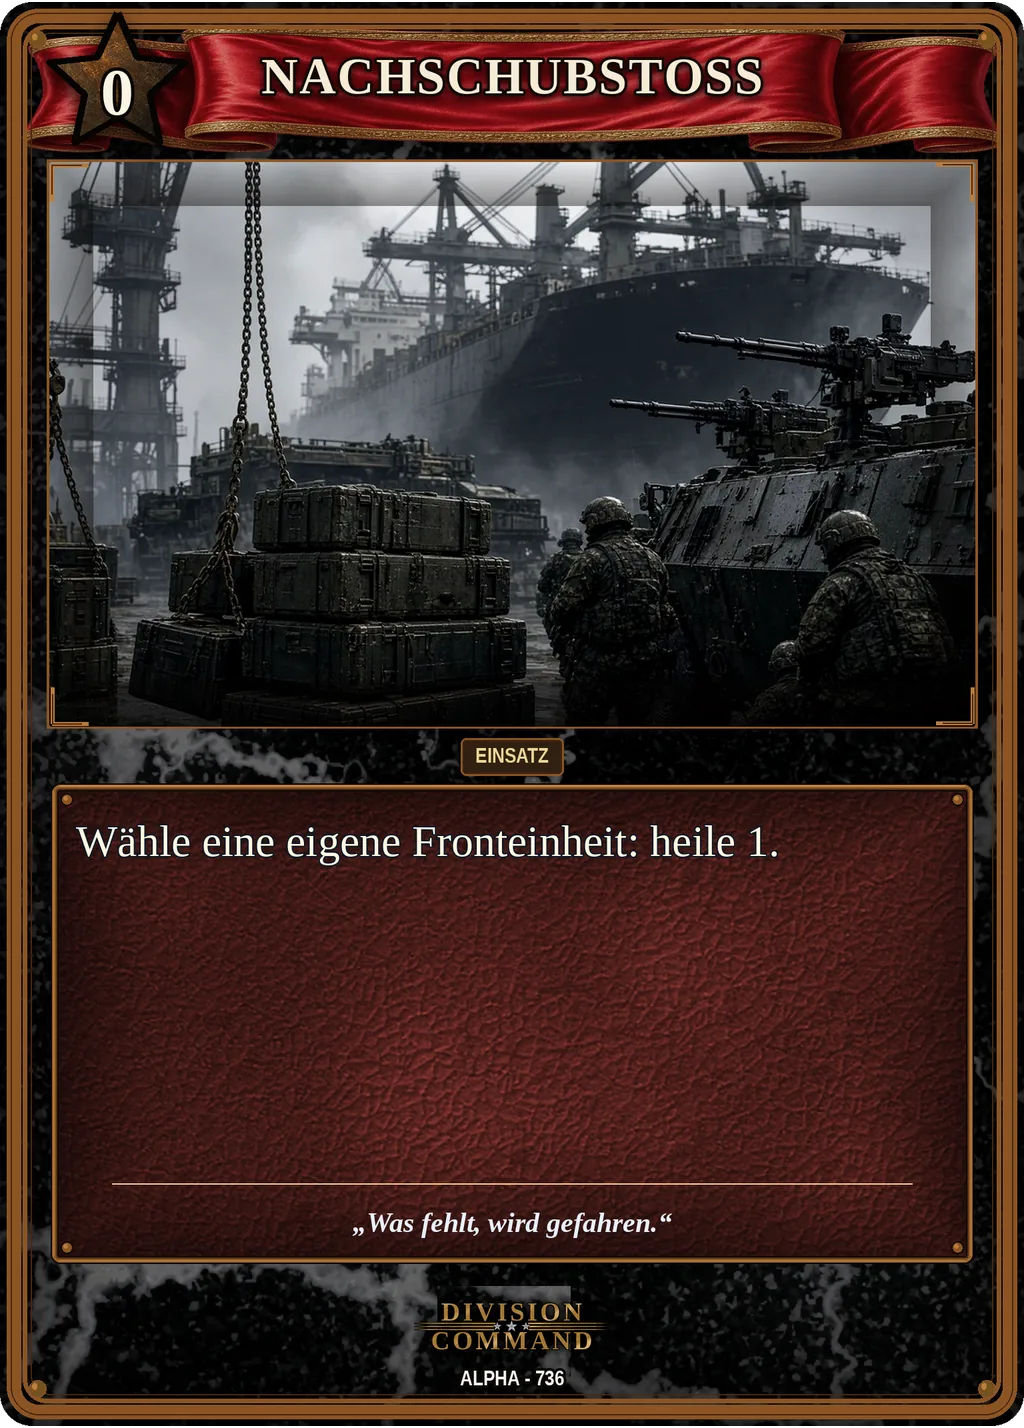 0
NACHSCHUBSTOSS
EINSATZ
Wähle eine eigene Fronteinheit: heile 1.
„Was fehlt, wird gefahren.“
DIVISION
COMMAND
ALPHA - 736